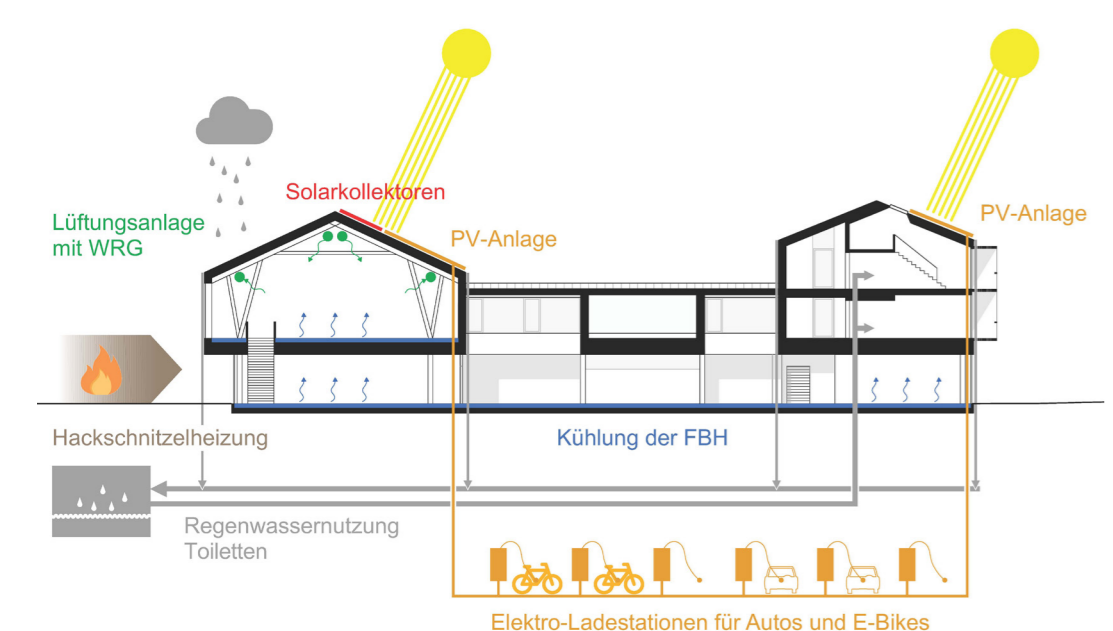 Solarkollektoren
Lüftungsanlage
mit WRG
PV-Anlage
PV-Anlage
Hackschnitzelheizung
Kühlung der FBH
Regenwassernutzung
Toiletten
Elektro-Ladestationen für Autos und E-Bikes